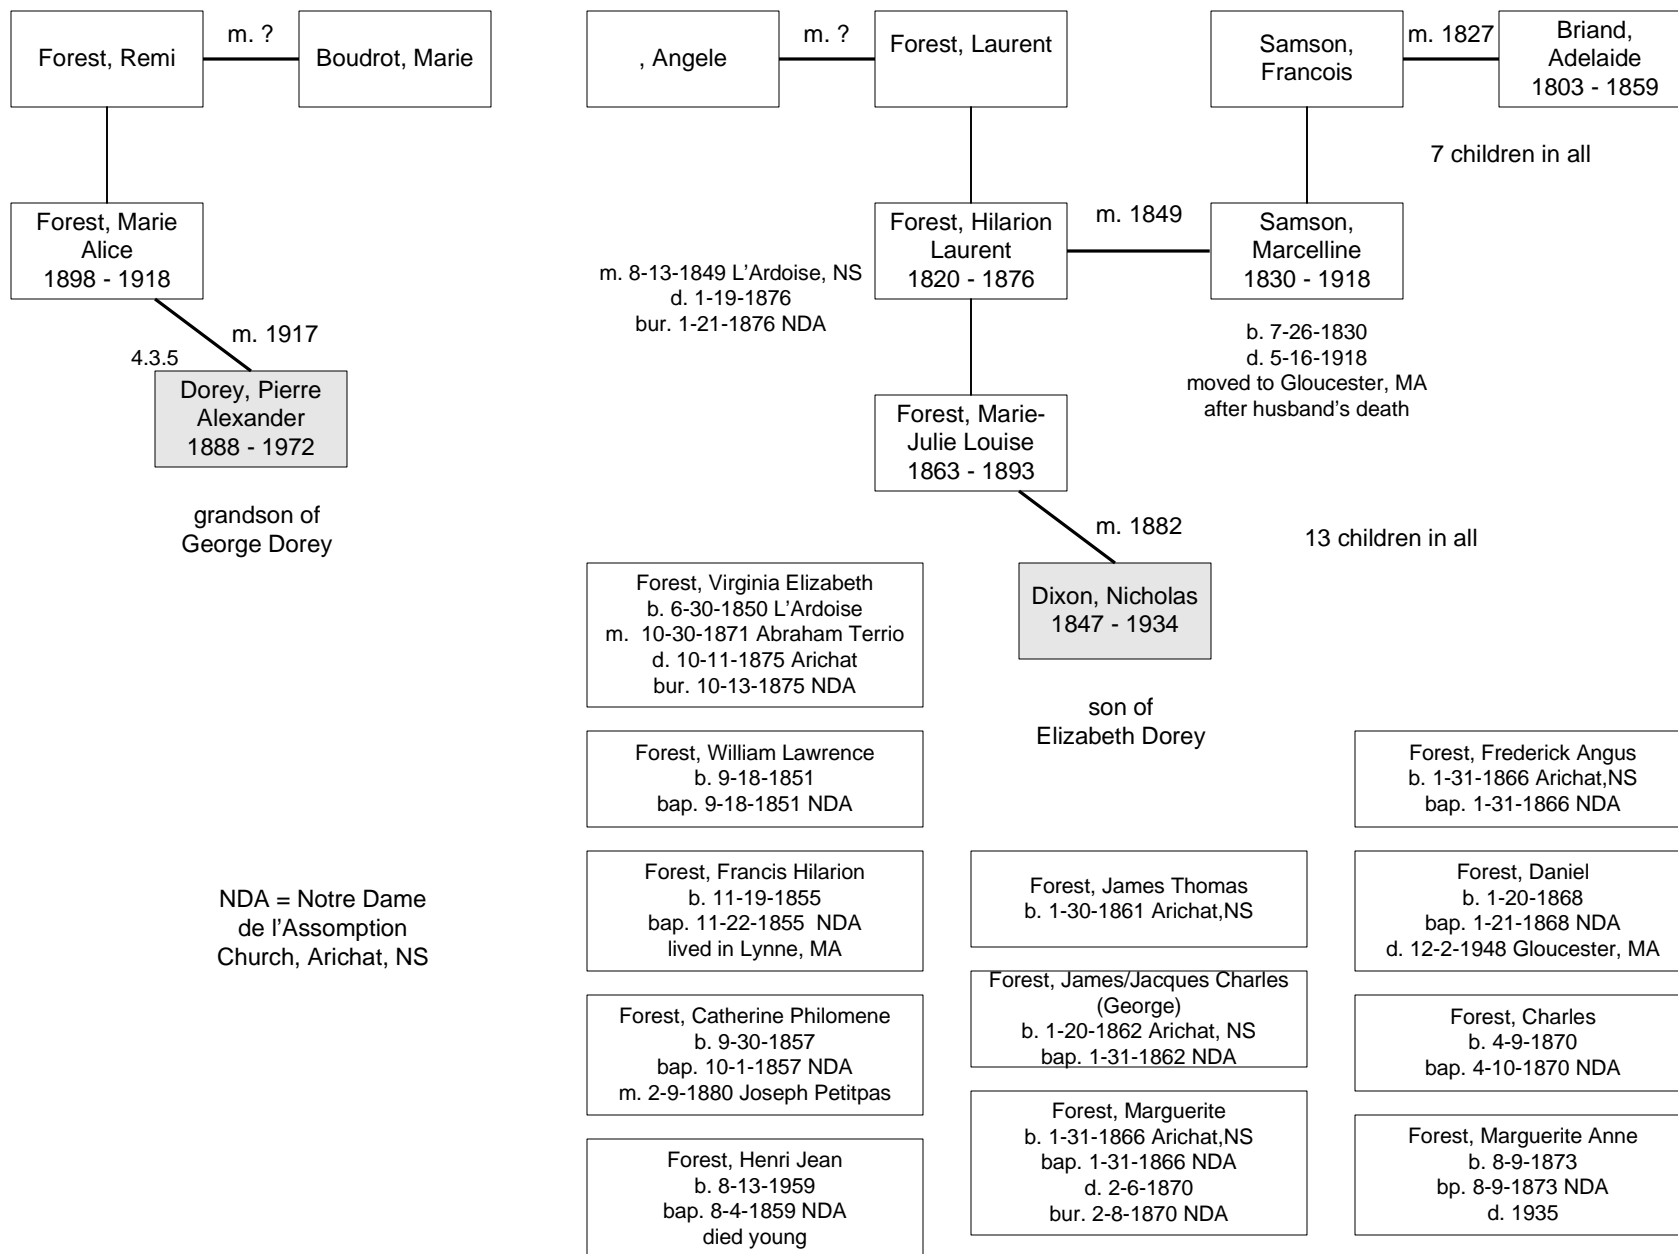 Forest, Remi
m. ?
Boudrot, Marie
, Angele
m. ?
Forest, Laurent
Samson,
Francois
m. 1827
Briand,
Adelaide
1803 - 1859
7 children in all
Forest, Marie
Alice
1898 - 1918
m. 1917
4.3.5
Dorey, Pierre
Alexander
1888 - 1972
grandson of
George Dorey
m. 8-13-1849 L'Ardoise, NS
d. 1-19-1876
bur. 1-21-1876 NDA
Forest, Hilarion
Laurent
1820 - 1876
m. 1849
Samson,
Marcelline
1830 - 1918
b. 7-26-1830
d. 5-16-1918
moved to Gloucester, MA
after husband's death
Forest, Marie-
Julie Louise
1863 - 1893
m. 1882
13 children in all
Dixon, Nicholas
1847 - 1934
son of
Elizabeth Dorey
NDA = Notre Dame
de l'Assomption
Church, Arichat, NS
Forest, Virginia Elizabeth
b. 6-30-1850 L'Ardoise
m.  10-30-1871 Abraham Terrio
d. 10-11-1875 Arichat
bur. 10-13-1875 NDA
Forest, William Lawrence
b. 9-18-1851
bap. 9-18-1851 NDA
Forest, Francis Hilarion
b. 11-19-1855
bap. 11-22-1855  NDA
lived in Lynne, MA
Forest, Catherine Philomene
b. 9-30-1857
bap. 10-1-1857 NDA
m. 2-9-1880 Joseph Petitpas
Forest, Henri Jean
b. 8-13-1959
bap. 8-4-1859 NDA
died young
Forest, James Thomas
b. 1-30-1861 Arichat,NS
Forest, James/Jacques Charles
(George)
b. 1-20-1862 Arichat, NS
bap. 1-31-1862 NDA
Forest, Marguerite
b. 1-31-1866 Arichat,NS
bap. 1-31-1866 NDA
d. 2-6-1870
bur. 2-8-1870 NDA
Forest, Frederick Angus
b. 1-31-1866 Arichat,NS
bap. 1-31-1866 NDA
Forest, Daniel
b. 1-20-1868
bap. 1-21-1868 NDA
d. 12-2-1948 Gloucester, MA
Forest, Charles
b. 4-9-1870
bap. 4-10-1870 NDA
Forest, Marguerite Anne
b. 8-9-1873
bp. 8-9-1873 NDA
d. 1935